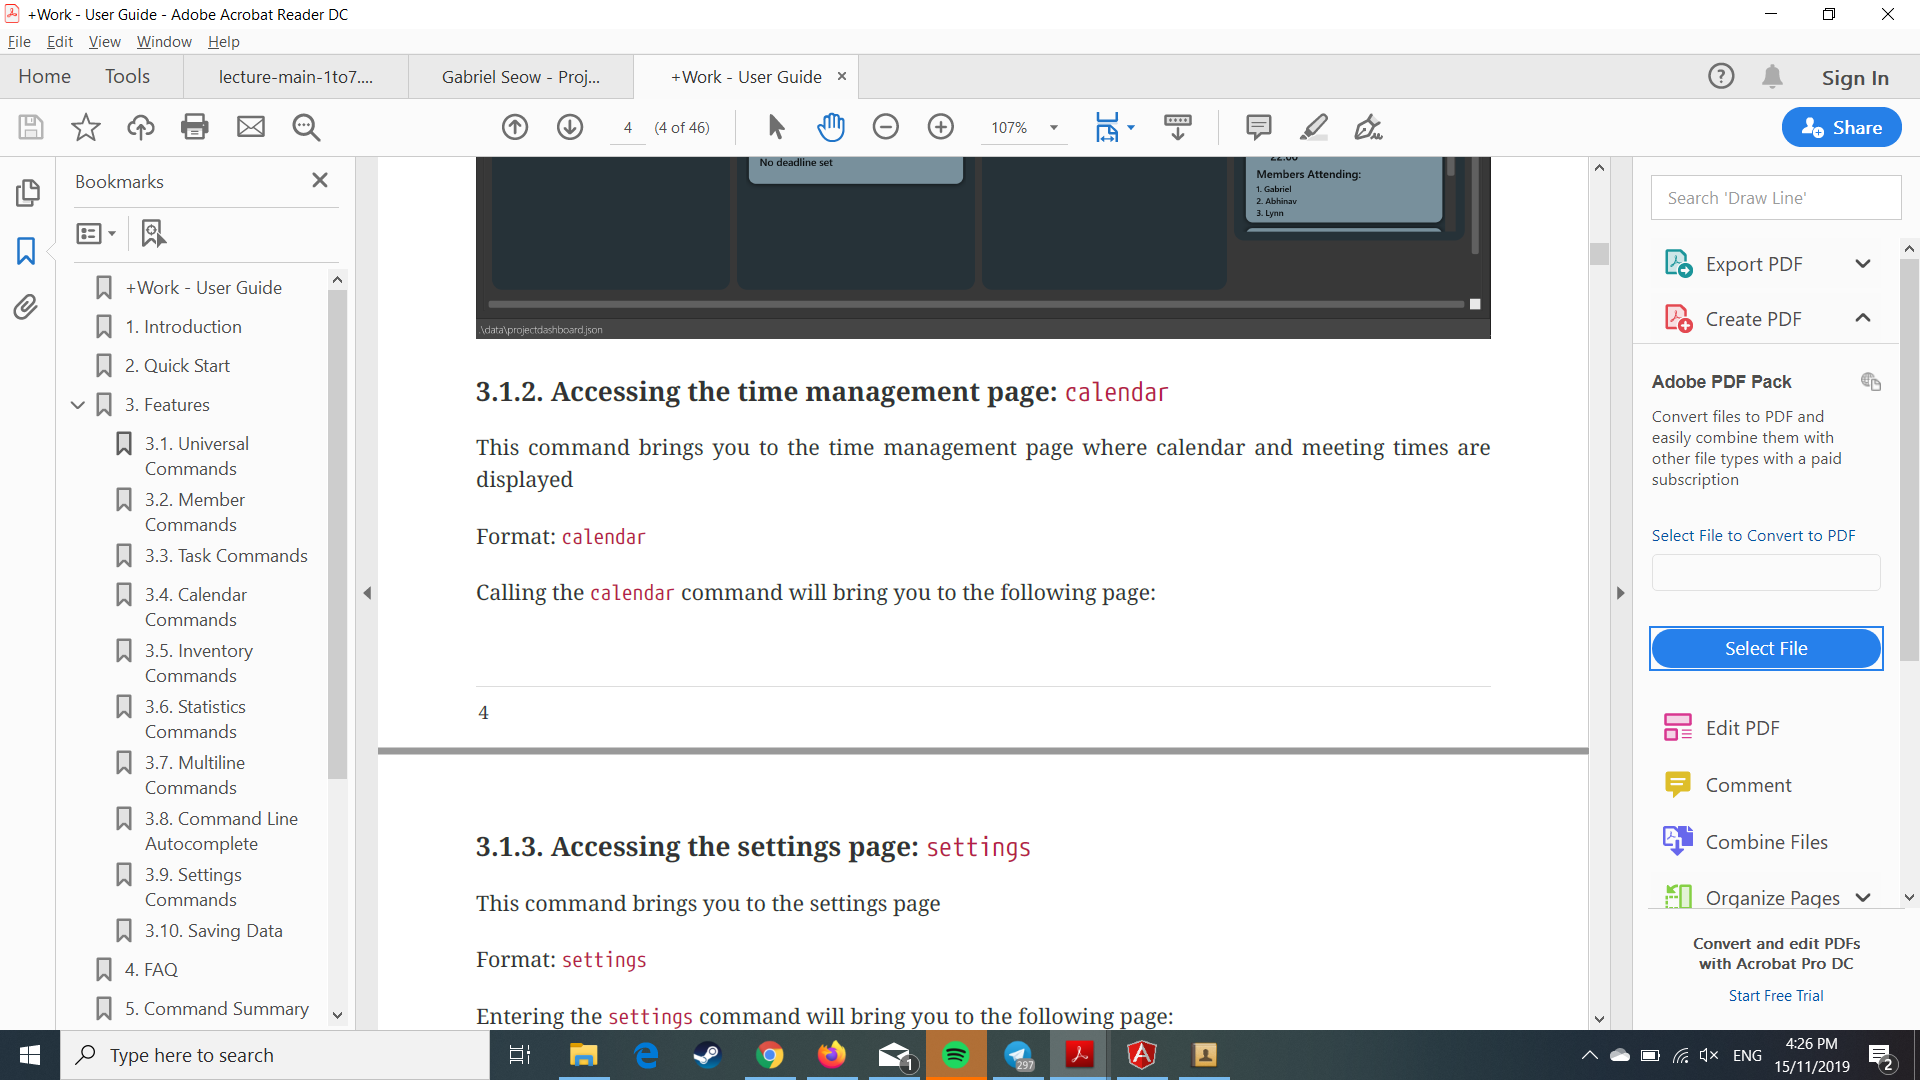 +Work - User Guide - Adobe Acrobat Reader DC
File Edit View Window Help
Home Tools lecture-main-1to7.... Gabriel Seow - Proj... +Work - User Guide ×
Sign In
4 (4 of 46) 107%
Share
Bookmarks
+Work - User Guide
1. Introduction
2. Quick Start
3. Features
3.1. Universal
Commands
3.2. Member
Commands
3.3. Task Commands
3.4. Calendar
Commands
3.5. Inventory
Commands
3.6. Statistics
Commands
3.7. Multiline
Commands
3.8. Command Line
Autocomplete
3.9. Settings
Commands
3.10. Saving Data
4. FAQ
5. Command Summary
No deadline set
22:00
Members Attending:
1. Gabriel
2. Abhinav
3. Lynn
.\data\projectdashboard.json
3.1.2. Accessing the time management page: calendar
This command brings you to the time management page where calendar and meeting times are
displayed
Format: calendar
Calling the calendar command will bring you to the following page:
4
3.1.3. Accessing the settings page: settings
This command brings you to the settings page
Format: settings
Entering the settings command will bring you to the following page:
Search 'Draw Line'
Export PDF
Create PDF
Adobe PDF Pack
Convert files to PDF and
easily combine them with
other file types with a paid
subscription
Select File to Convert to PDF
Select File
Edit PDF
Comment
Combine Files
Organize Pages
Convert and edit PDFs
with Acrobat Pro DC
Start Free Trial
Type here to search
1
297
ENG
4:26 PM
15/11/2019
2